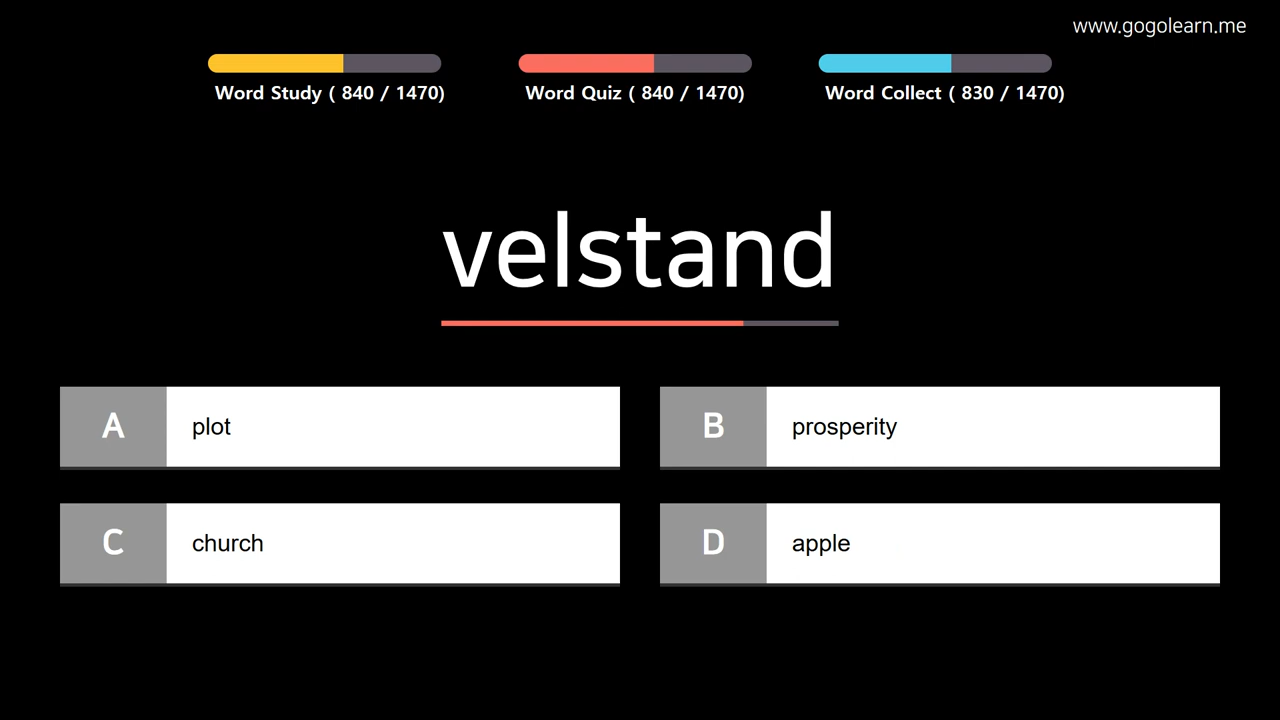 www.gogolearn.me
Word Study ( 840 / 1470)
Word Quiz ( 840 / 1470)
Word Collect ( 830 / 1470)
velstand
A
plot
B
prosperity
C
church
D
apple